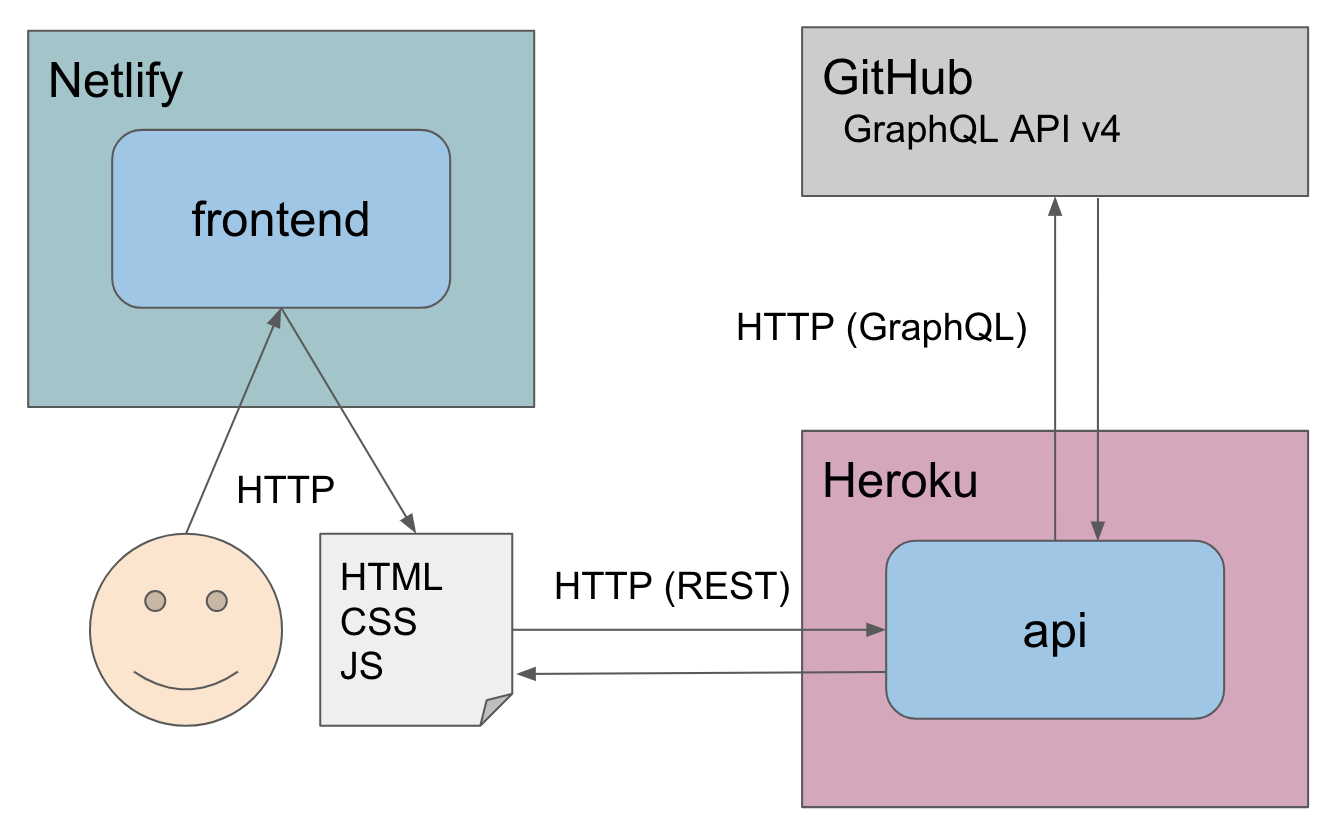 Netlify
frontend
GitHub
GraphQL API v4
HTTP (GraphQL)
HTTP
HTML
CSS
JS
HTTP (REST)
Heroku
api